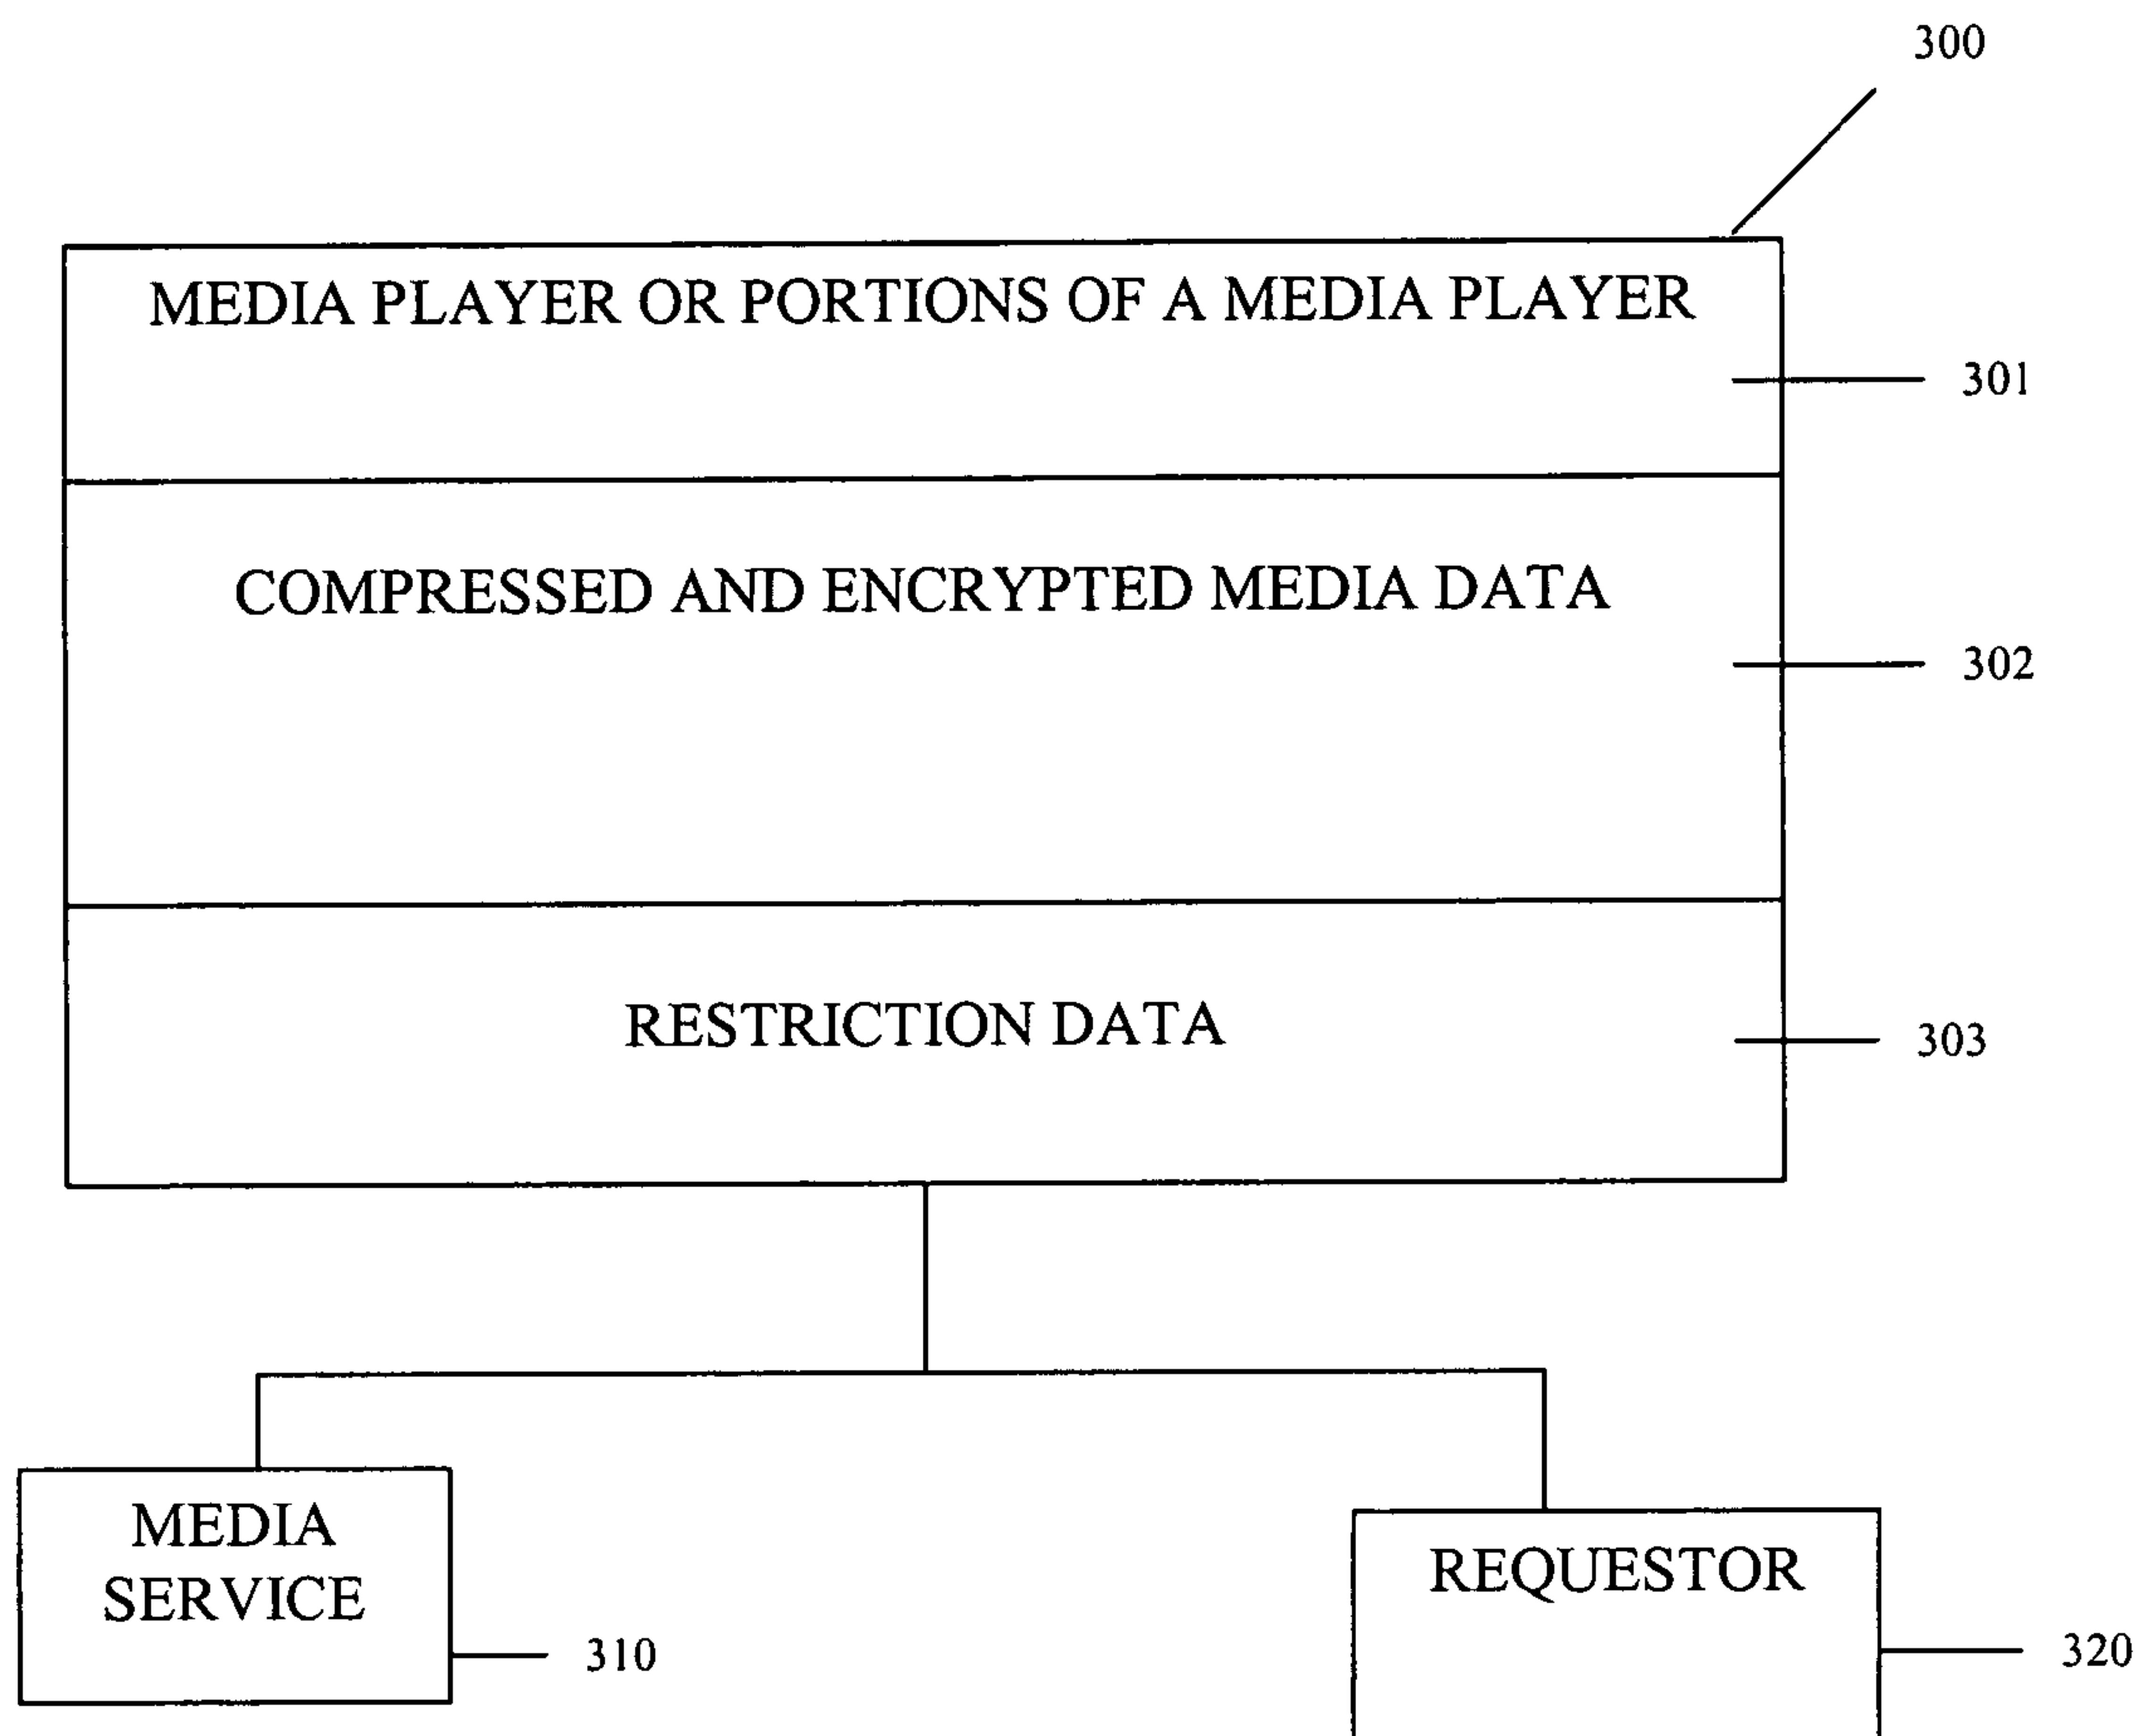 300
MEDIA PLAYER OR PORTIONS OF A MEDIA PLAYER
301
COMPRESSED AND ENCRYPTED MEDIA DATA
302
RESTRICTION DATA
303
MEDIA
SERVICE
310
REQUESTOR
320